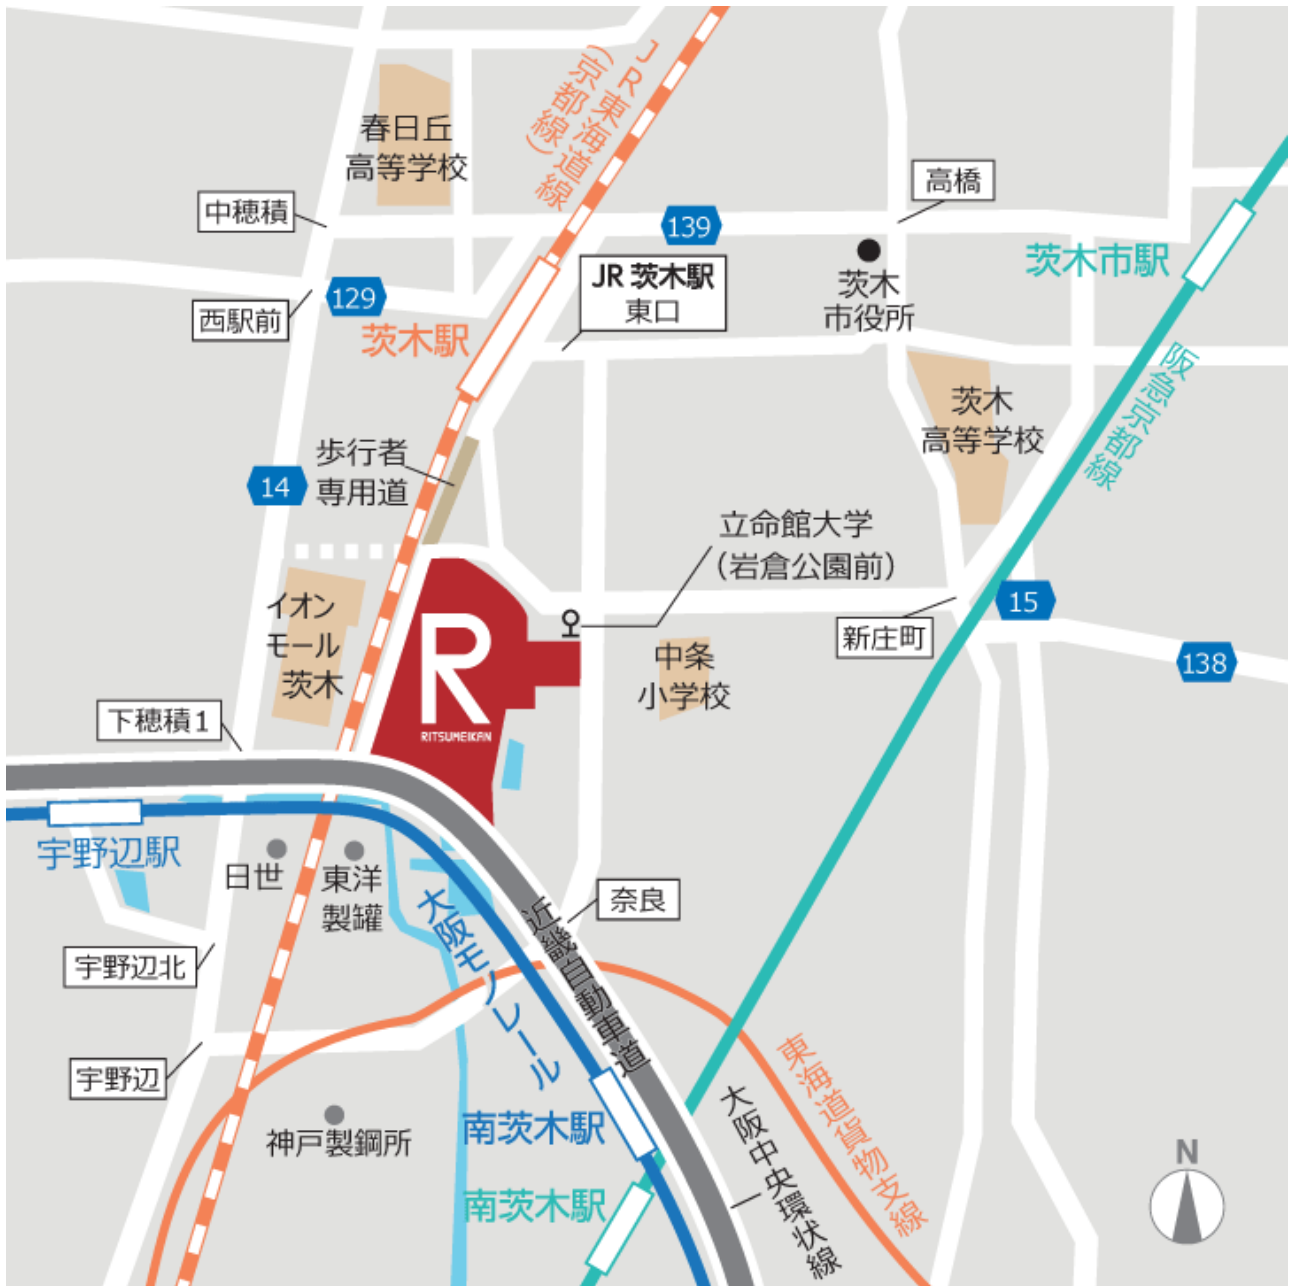 JR東海道線
(京都線)
春日丘
高等学校
高橋
中穂積
139
茨木市駅
JR 茨木駅
東口
茨木
市役所
129
西駅前
茨木駅
阪急京都線
茨木
高等学校
歩行者
専用道
14
立命館大学
（岩倉公園前）
イオン
モール
茨木
15
新庄町
R
RITSUMEIKAN
中条
小学校
138
下穂積1
宇野辺駅
日世
東洋
製罐
大阪モノレール
近畿自動車道
奈良
宇野辺北
宇野辺
東海道貨物支線
神戸製鋼所
南茨木駅
大阪中央環状線
南茨木駅
N